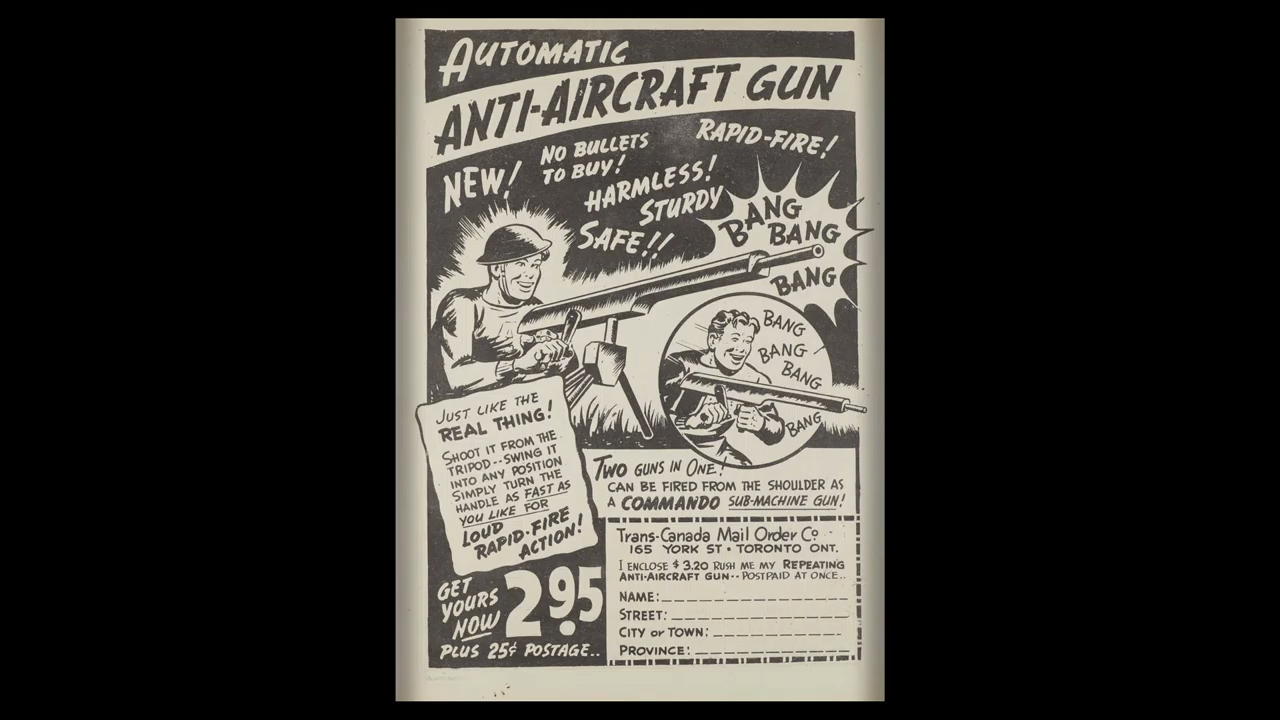 AUTOMATIC
ANTI-AIRCRAFT GUN
NEW!
NO BULLETS
TO BUY!
RAPID-FIRE!
HARMLESS!
STURDY
SAFE!!
BANG
BANG
BANG
BANG
BANG
BANG
BANG
JUST LIKE THE
REAL THING!
SHOOT IT FROM THE
TRIPOD--SWING IT
INTO ANY POSITION
SIMPLY TURN THE
HANDLE AS FAST AS
YOU LIKE FOR
LOUD
RAPID-FIRE
ACTION!
TWO GUNS IN ONE!
CAN BE FIRED FROM THE SHOULDER AS
A COMMANDO SUB-MACHINE GUN!
GET
YOURS
NOW
2.95
PLUS 25¢ POSTAGE..
Trans-Canada Mail Order Co
165 YORK ST • TORONTO ONT.
I ENCLOSE $3.20 RUSH ME MY REPEATING
ANTI-AIRCRAFT GUN-- POSTPAID AT ONCE..
NAME:
STREET:
CITY or TOWN:
PROVINCE: